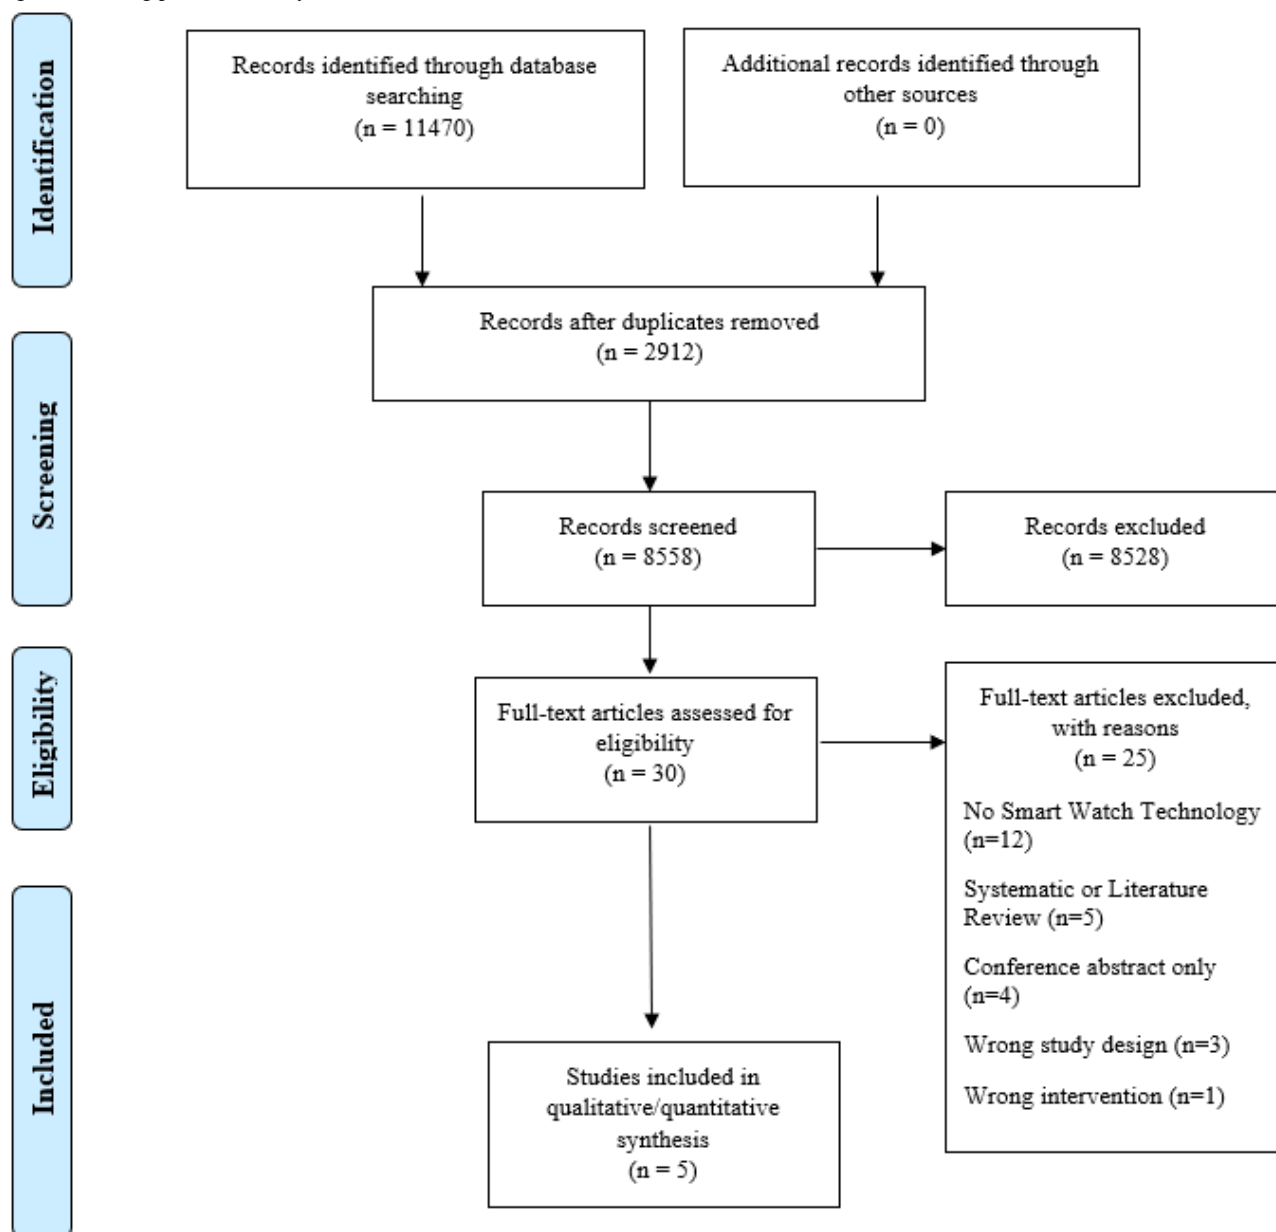 Identification
Records identified through database
searching
(n = 11470)
Additional records identified through
other sources
(n = 0)
Records after duplicates removed
(n = 2912)
Screening
Records screened
(n = 8558)
Records excluded
(n = 8528)
Eligibility
Full-text articles assessed for
eligibility
(n = 30)
Full-text articles excluded,
with reasons
(n = 25)
No Smart Watch Technology
(n=12)
Systematic or Literature
Review (n=5)
Conference abstract only
(n=4)
Wrong study design (n=3)
Wrong intervention (n=1)
Included
Studies included in
qualitative/quantitative
synthesis
(n = 5)